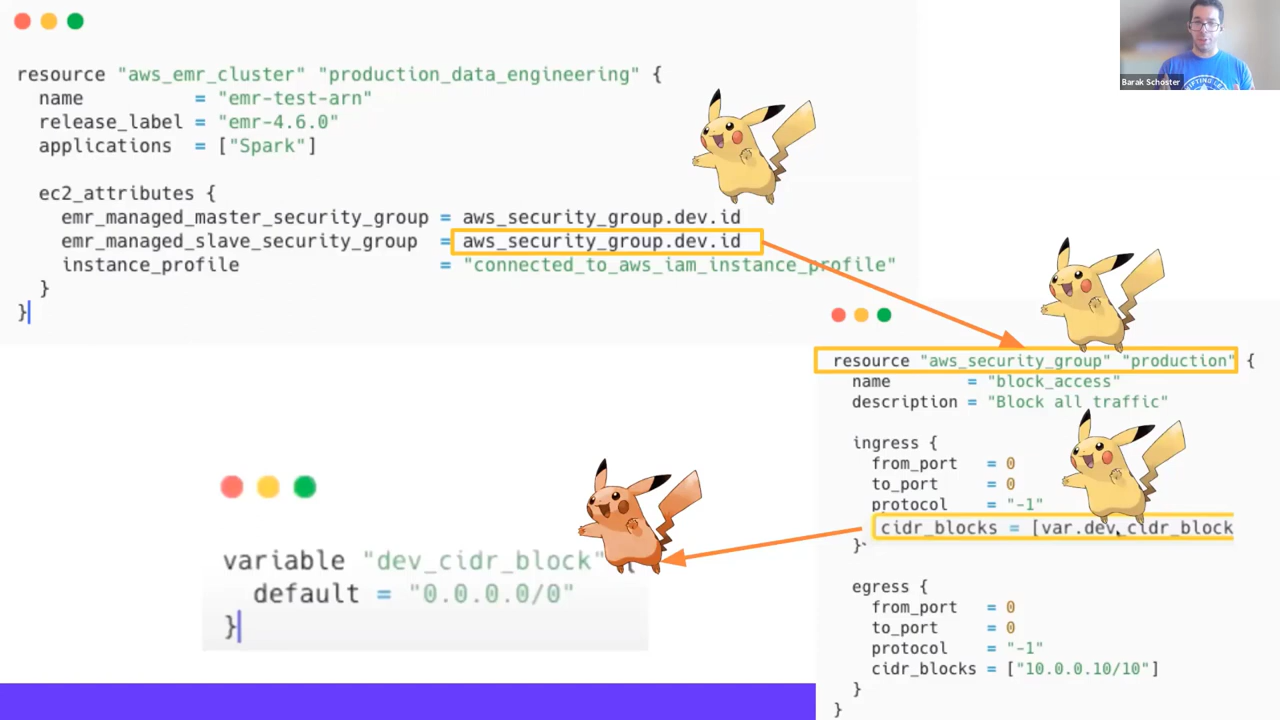 resource "aws_emr_cluster" "production_data_engineering" {
name = "emr-test-arn"
release_label = "emr-4.6.0"
applications = ["Spark"]
ec2_attributes {
emr_managed_master_security_group = aws_security_group.dev.id
emr_managed_slave_security_group = aws_security_group.dev.id
instance_profile = "connected_to_aws_iam_instance_profile"
}
}
Barak Schoster
resource "aws_security_group" "production" {
name = "block_access"
description = "Block all traffic"
ingress {
from_port = 0
to_port = 0
protocol = "-1"
cidr_blocks = [var.dev_cidr_block
}
egress {
from_port = 0
to_port = 0
protocol = "-1"
cidr_blocks = ["10.0.0.10/10"]
}
}
variable "dev_cidr_block" {
default = "0.0.0.0/0"
}